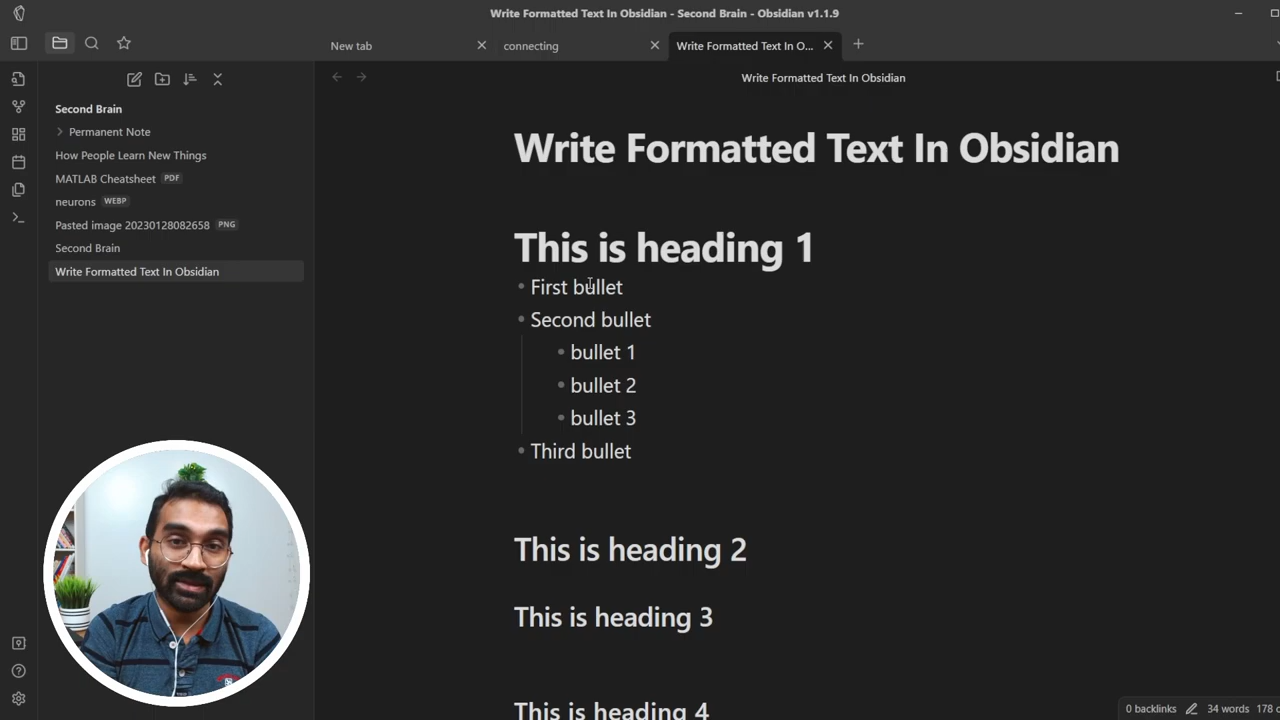 Write Formatted Text In Obsidian - Second Brain - Obsidian v1.1.9
New tab
connecting
Write Formatted Text In O...
Write Formatted Text In Obsidian
Second Brain
Permanent Note
How People Learn New Things
MATLAB Cheatsheet PDF
neurons WEBP
Pasted image 20230128082658 PNG
Second Brain
Write Formatted Text In Obsidian
Write Formatted Text In Obsidian
This is heading 1
First bullet
Second bullet
bullet 1
bullet 2
bullet 3
Third bullet
This is heading 2
This is heading 3
This is heading 4
0 backlinks 34 words 178 c